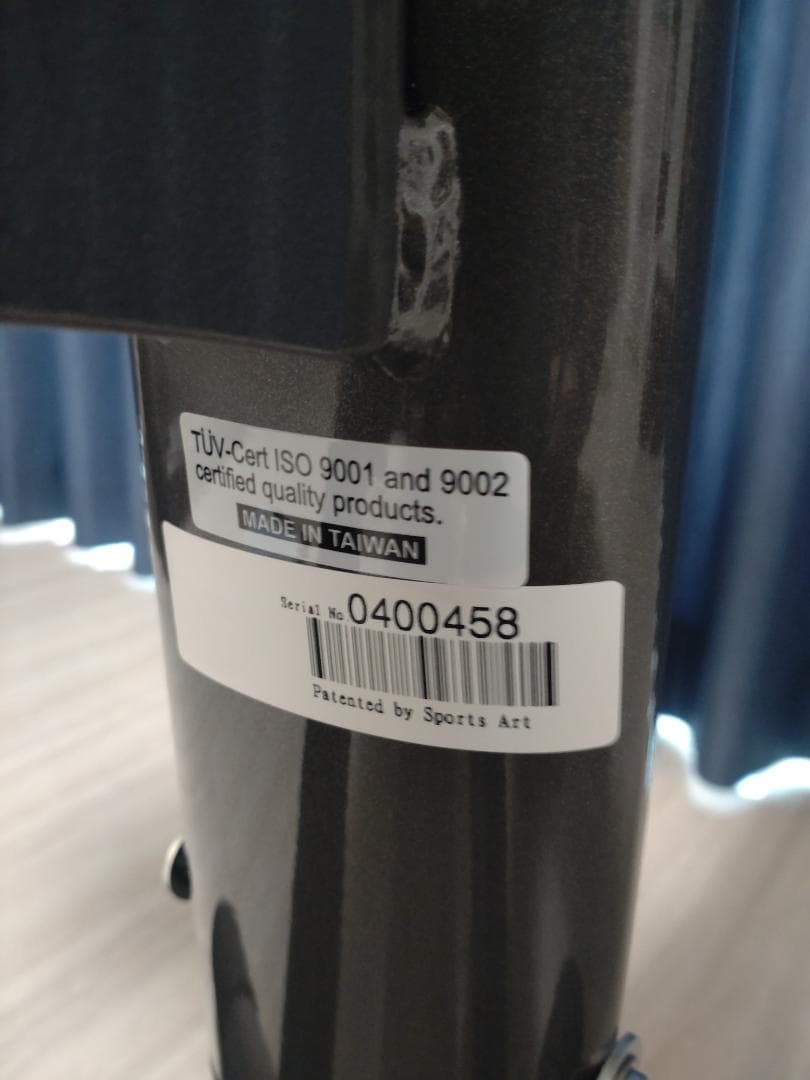 TÜV-Cert ISO 9001 and 9002
certified quality products.
MADE IN TAIWAN
Serial No 0400458
Patented by Sports Art